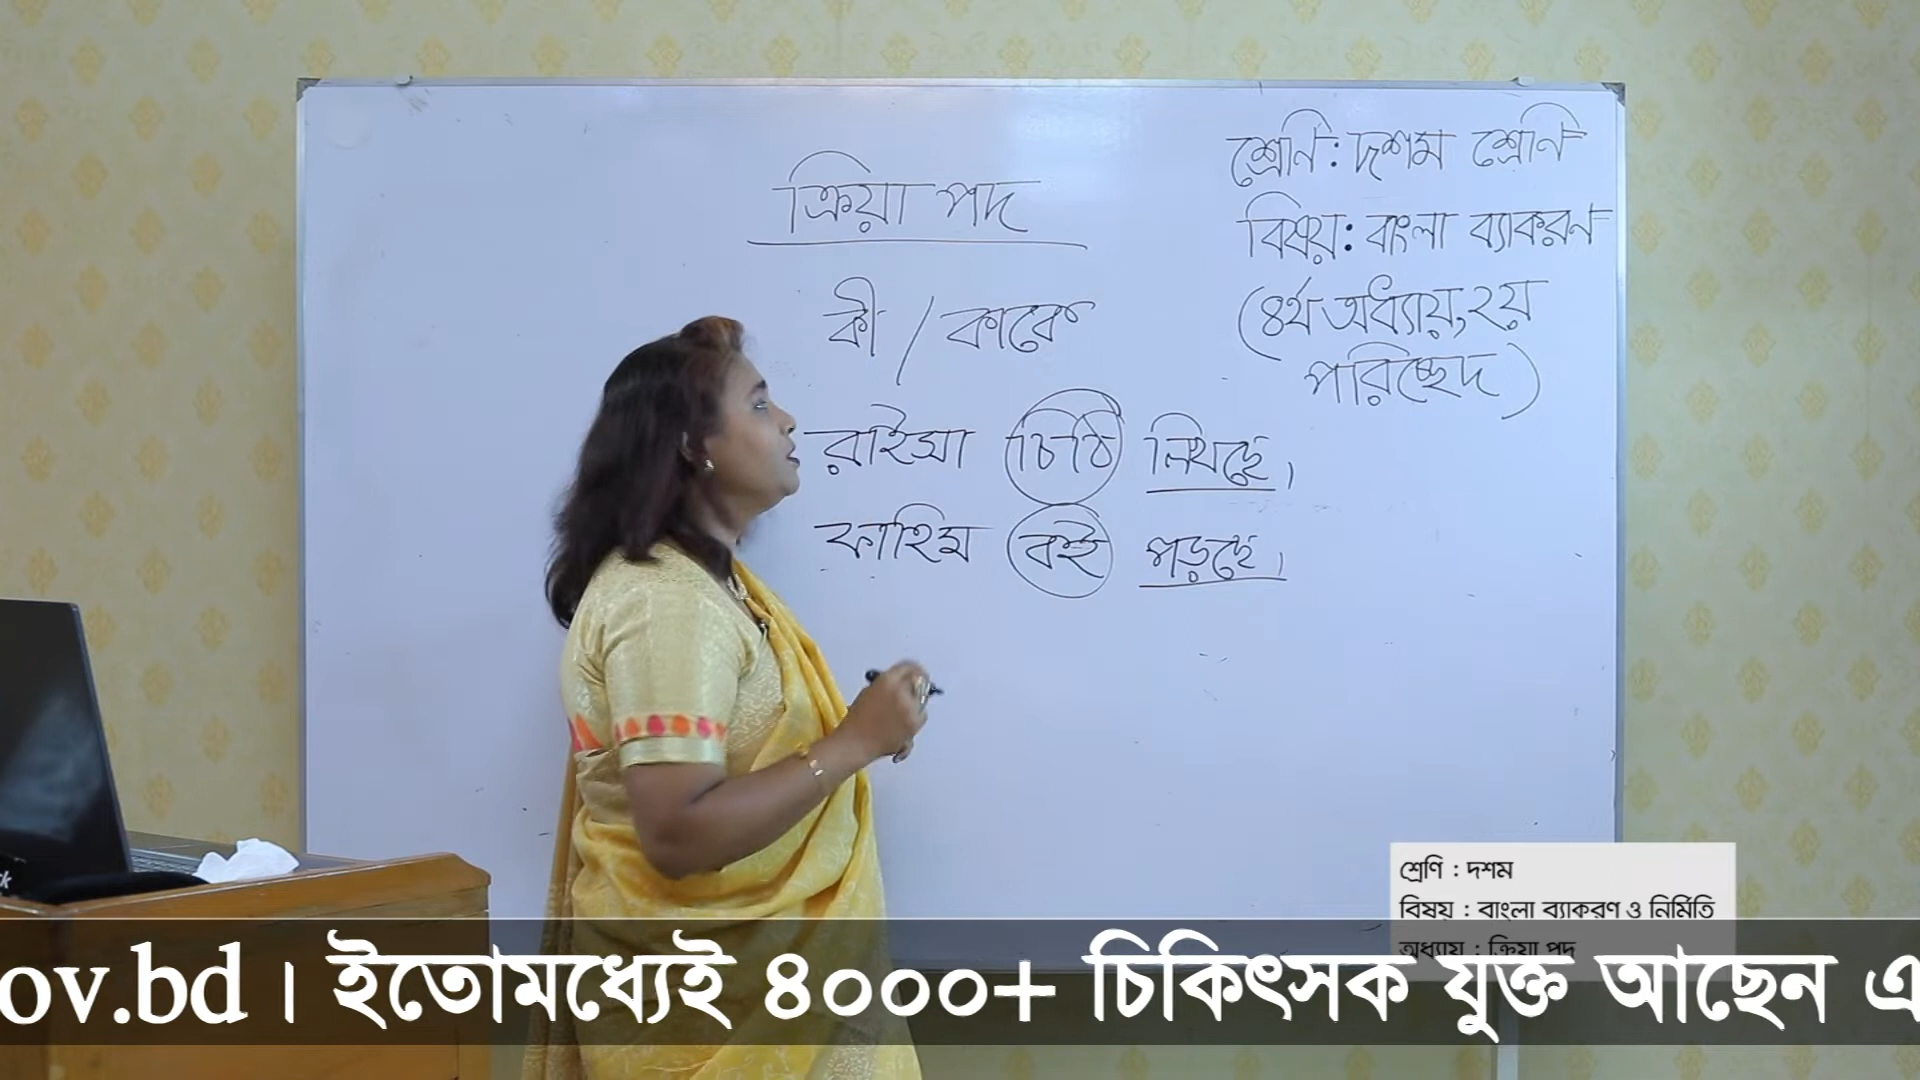 ক্রিয়া পদ
কী / কাকে
রাইসা চিঠি লিখছে।
ফাহিম বই পড়ছে।
শ্রেণি: দশম শ্রেণি
বিষয়: বাংলা ব্যাকরণ
(৪র্থ অধ্যায়, ২য়
পরিচ্ছেদ)
শ্রেণি : দশম
বিষয় : বাংলা ব্যাকরণ ও নির্মিতি
অধ্যায় : ক্রিয়া পদ
ov.bd । ইতোমধ্যেই ৪০০০+ চিকিৎসক যুক্ত আছেন এ